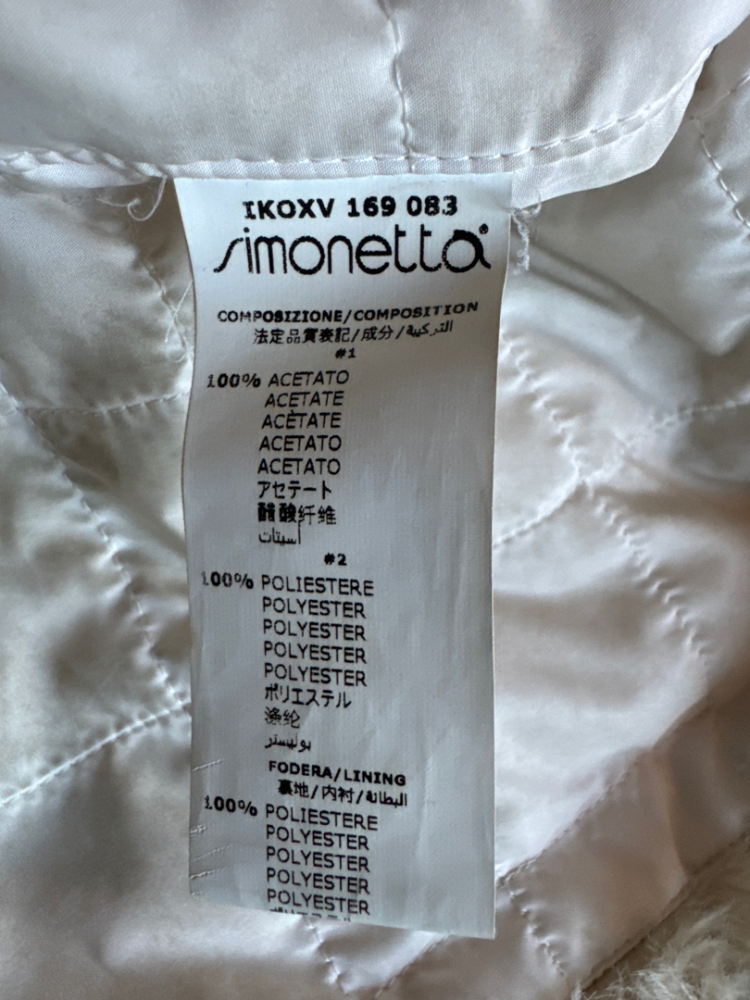 IKOXV 169 083
simonetta®
COMPOSIZIONE/COMPOSITION
法定品質表記/成分/التركيبة
#1
100% ACETATO
ACETATE
ACÉTATE
ACETATO
ACETATO
アセテート
醋酸纤维
أسيتات
#2
100% POLIESTERE
POLYESTER
POLYESTER
POLYESTER
POLYESTER
ポリエステル
涤纶
بوليستر
FODERA/LINING
裏地/内衬/البطانة
100% POLIESTERE
POLYESTER
POLYESTER
POLYESTER
POLYESTER